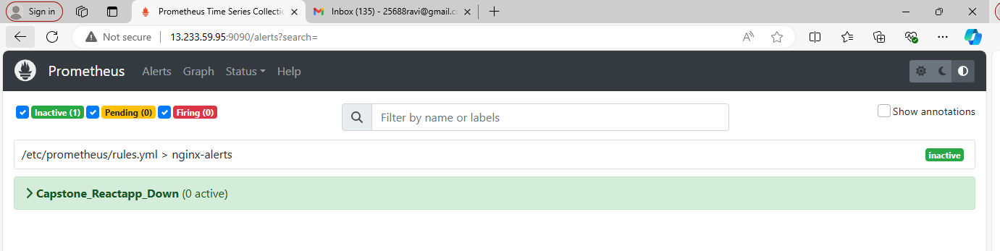 Sign in
Prometheus Time Series Collectio
Inbox (135) - 25688ravi@gmail.c
Not secure 13.233.59.95:9090/alerts?search=
Prometheus Alerts Graph Status Help
Inactive (1) Pending (0) Firing (0) Filter by name or labels Show annotations
/etc/prometheus/rules.yml > nginx-alerts inactive
Capstone_Reactapp_Down (0 active)